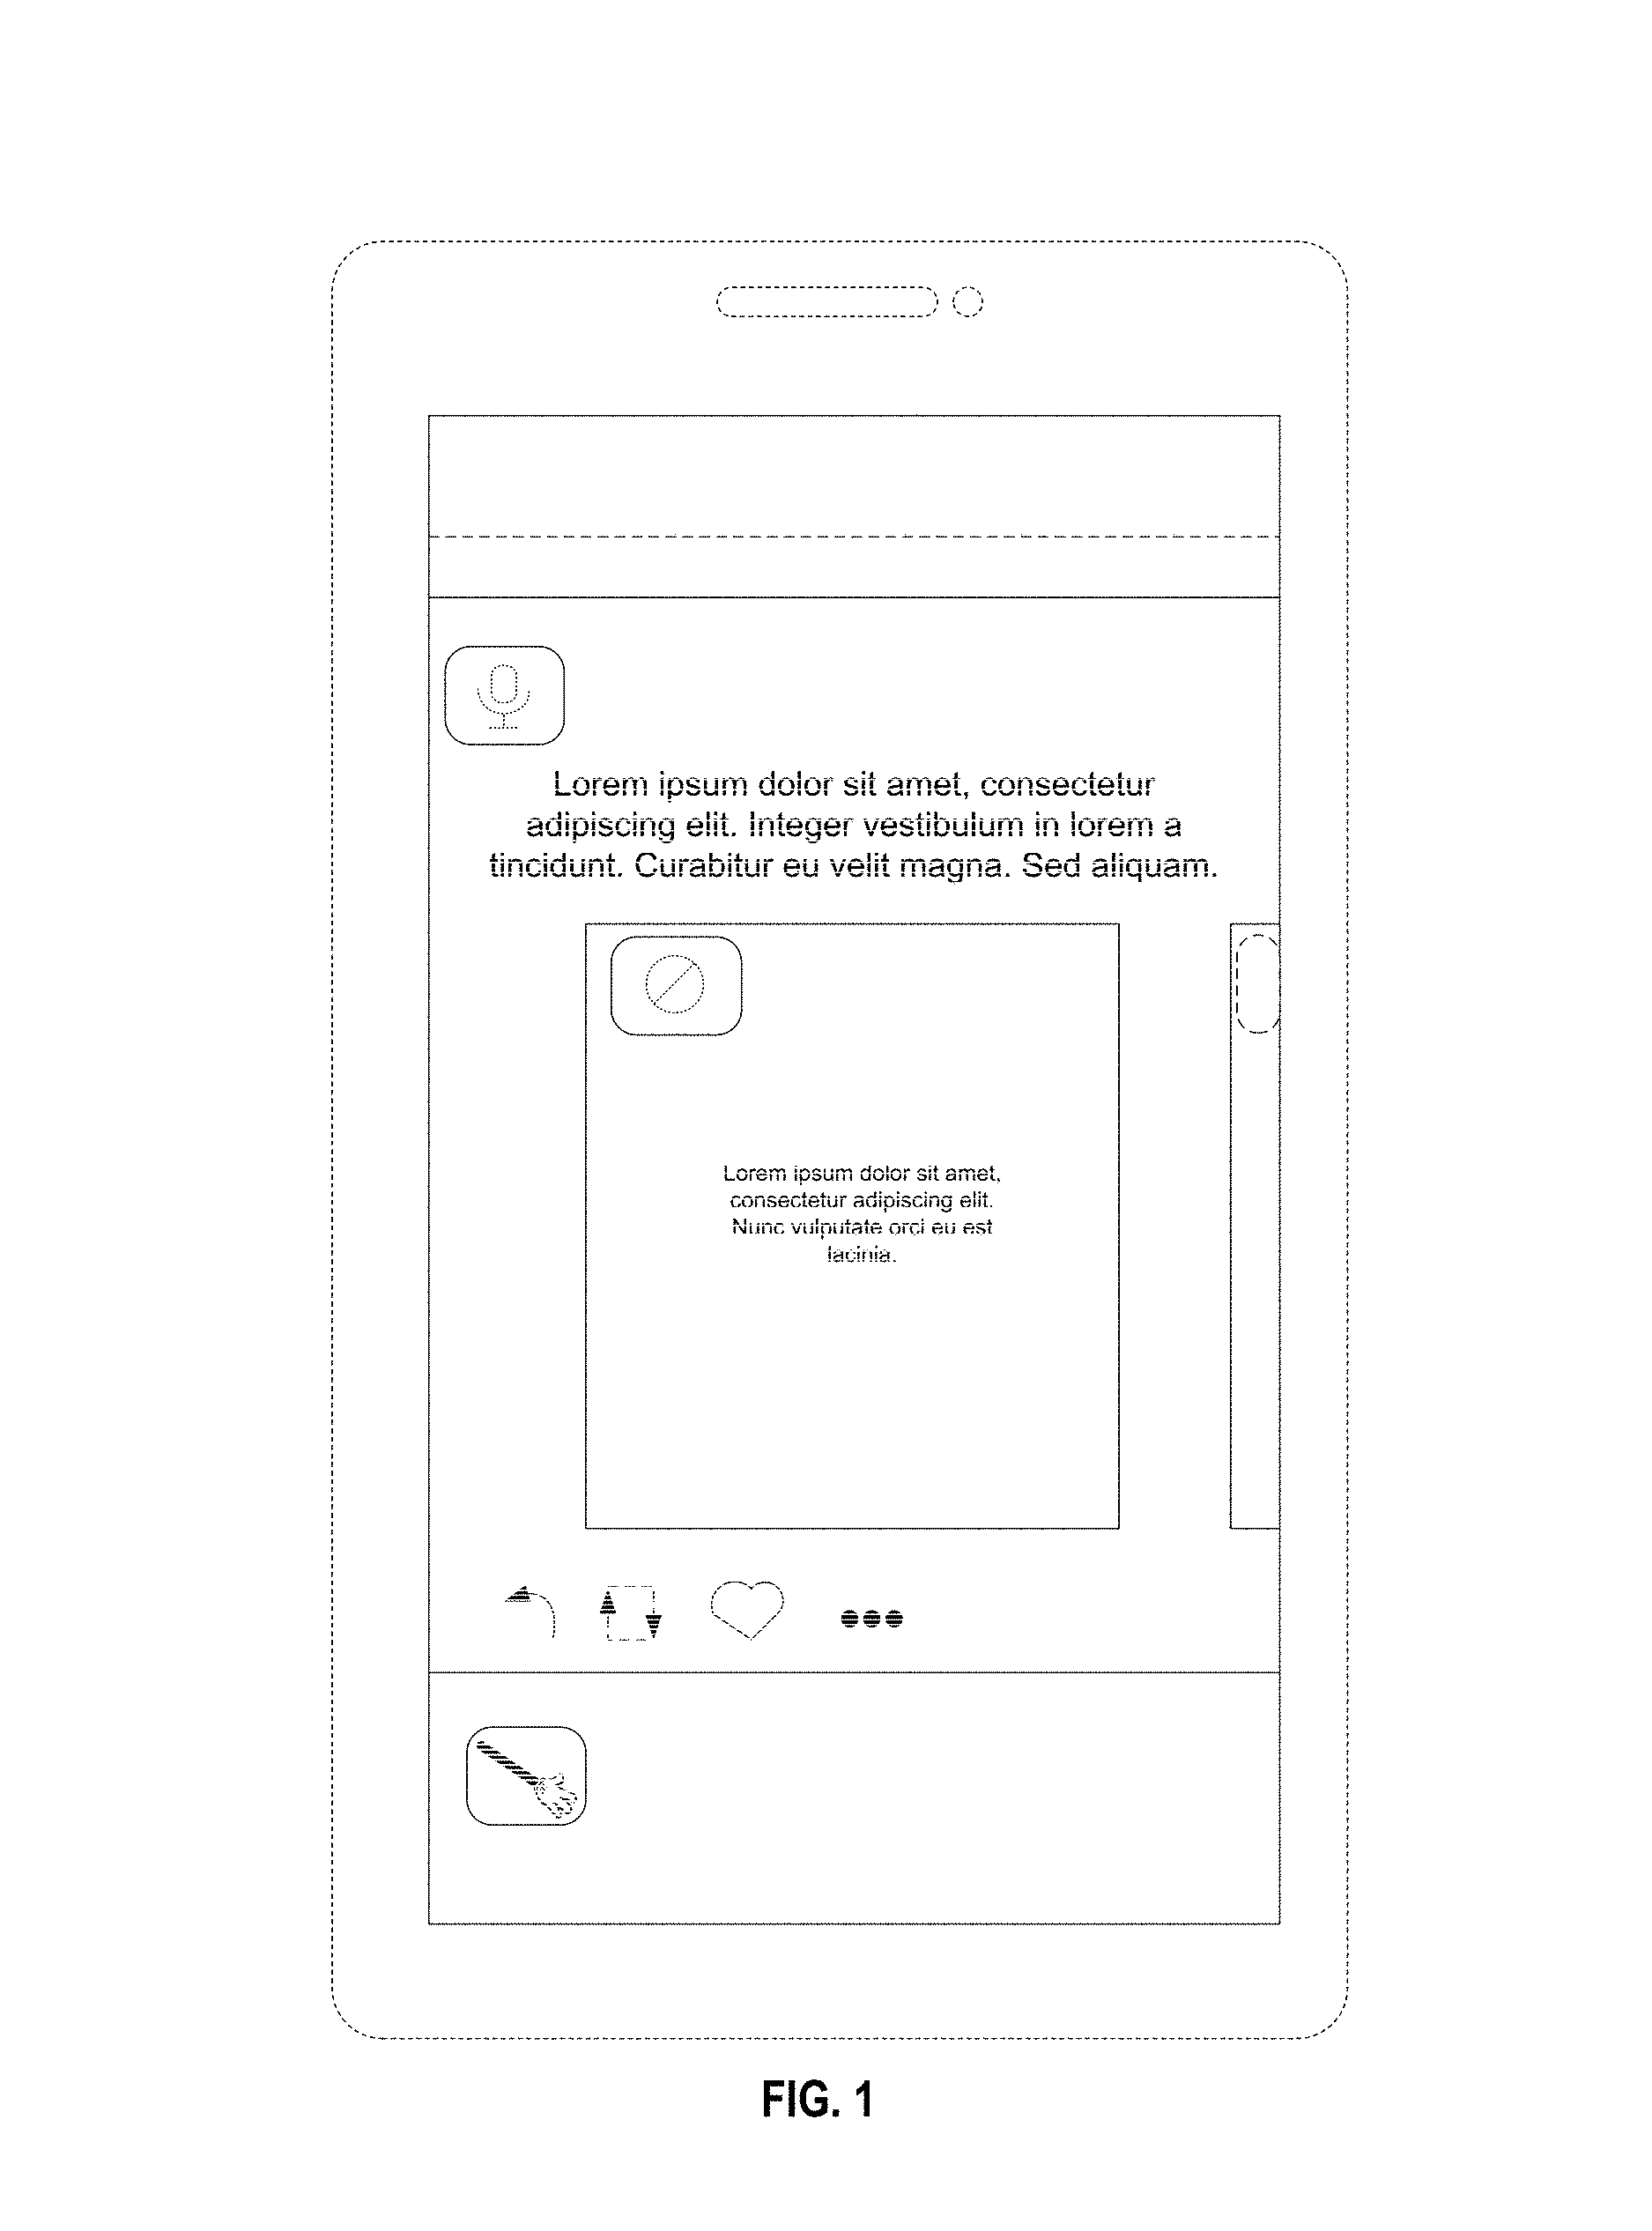 Lorem ipsum dolor sit amet, consectetur
adipiscing elit. Integer vestibulum in lorem a
tincidunt. Curabitur eu velit magna. Sed aliquam.
Lorem ipsum dolor sit amet,
consectetur adipiscing elit.
Nunc vulputate orci eu est
lacinia.
FIG. 1